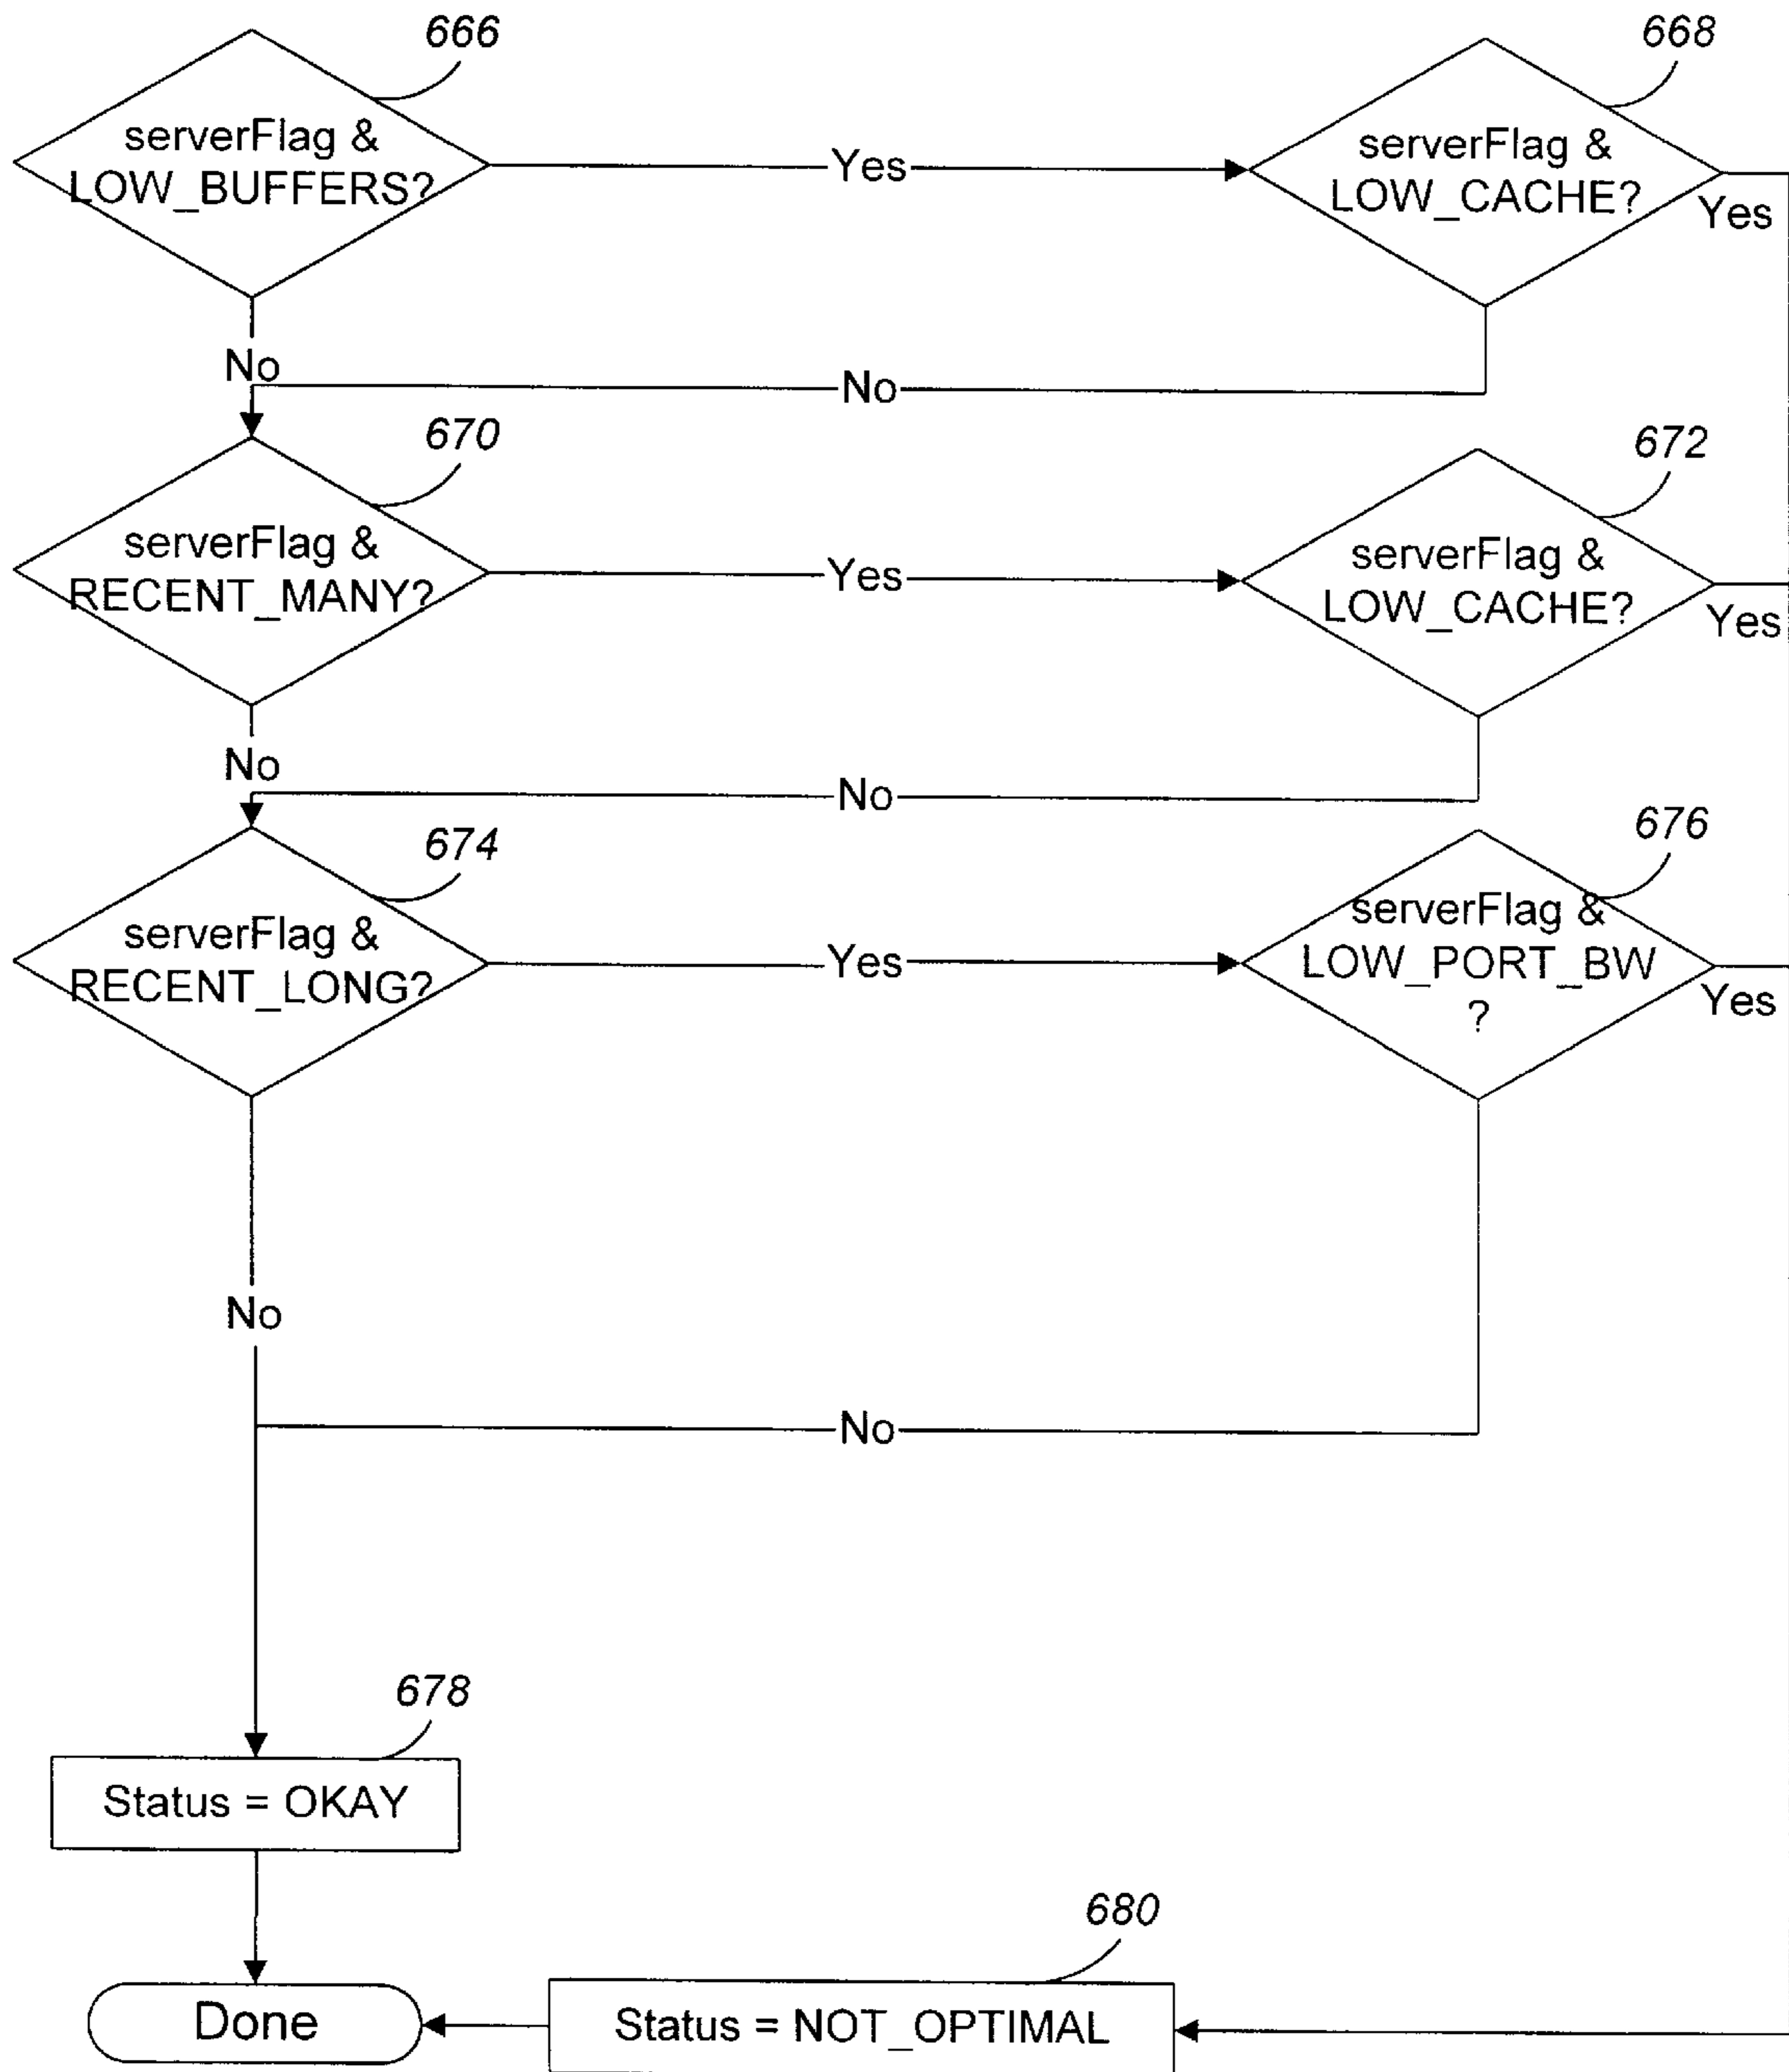 666
668
serverFlag &
LOW_BUFFERS?
Yes
serverFlag &
LOW_CACHE?
Yes
No
No
670
672
serverFlag &
RECENT_MANY?
Yes
serverFlag &
LOW_CACHE?
Yes
No
No
674
676
serverFlag &
RECENT_LONG?
Yes
serverFlag &
LOW_PORT_BW
?
Yes
No
No
678
Status = OKAY
680
Done
Status = NOT_OPTIMAL